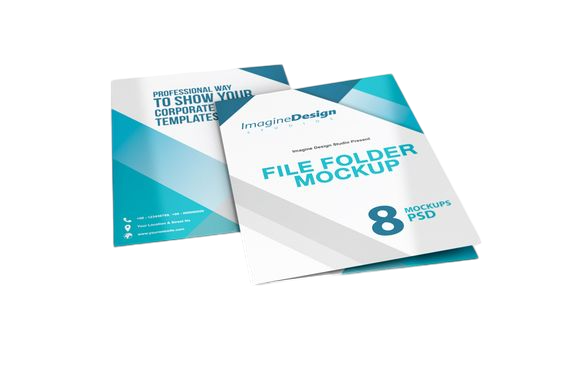 PROFESSIONAL WAY
TO SHOW YOUR
CORPORATE
TEMPLATES
Your Location & Street No
ImagineDesign
STUDIOS
Imagine Design Studio Present
FILE FOLDER
MOCKUP
8
MOCKUPS
PSD